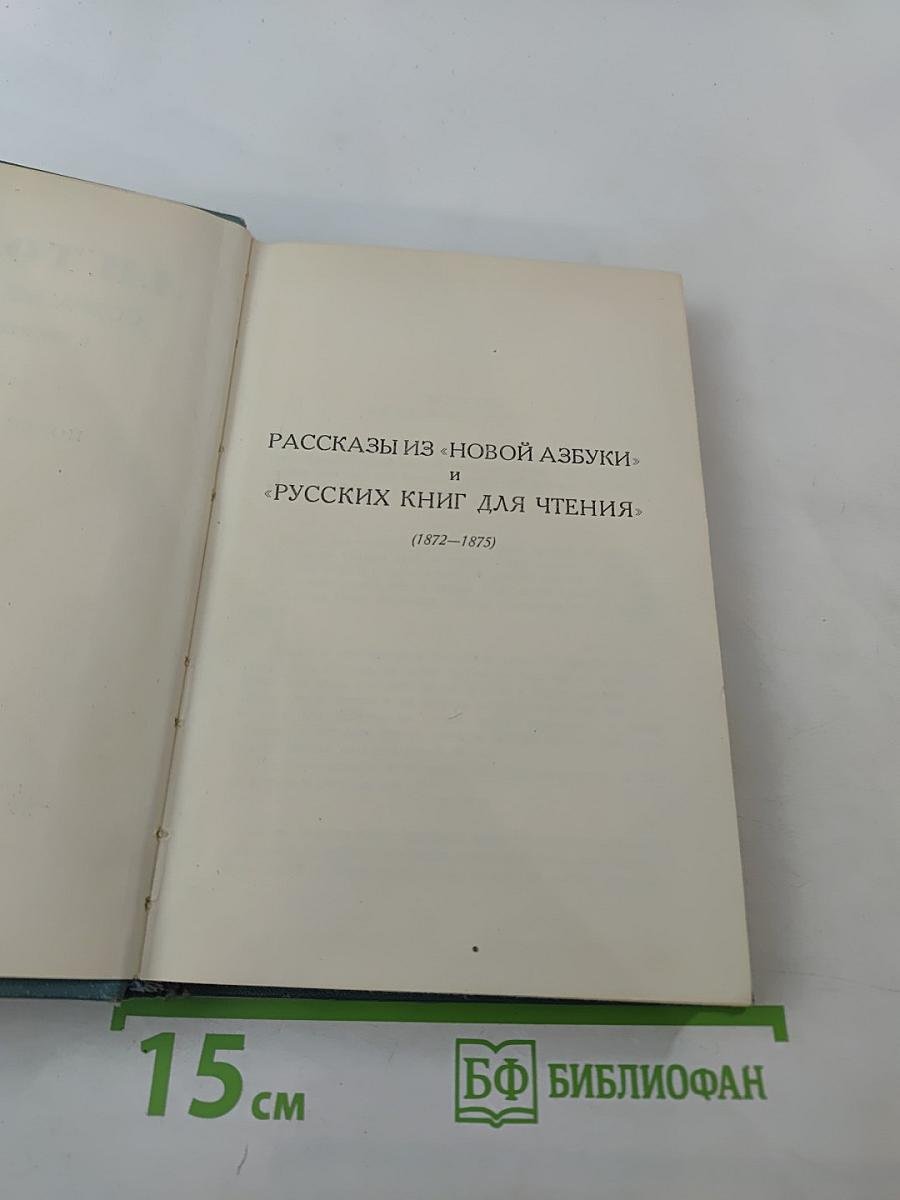 РАССКАЗЫ ИЗ «НОВОЙ АЗБУКИ»
и
«РУССКИХ КНИГ ДЛЯ ЧТЕНИЯ»
(1872—1875)
15 см
БФ БИБЛИОФАН